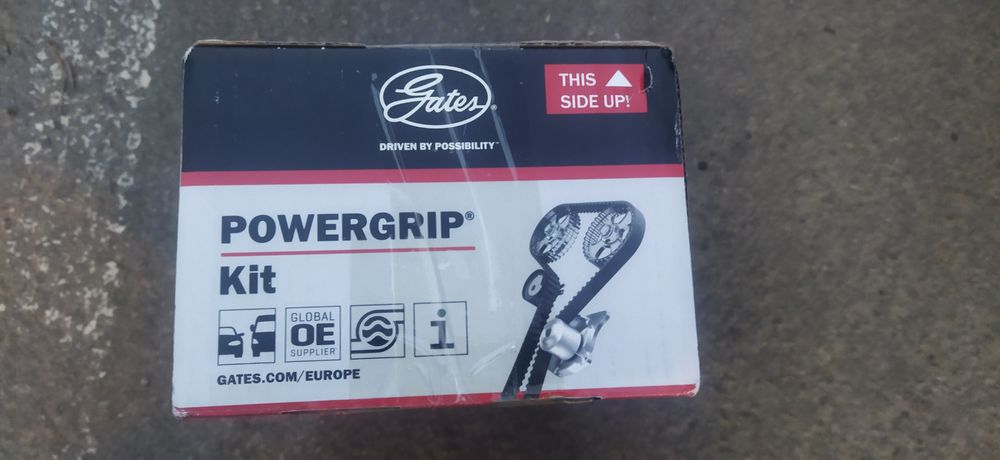 Gates®
DRIVEN BY POSSIBILITY™
THIS
SIDE UP!
POWERGRIP®
Kit
GLOBAL
OE
SUPPLIER
i
GATES.COM/EUROPE